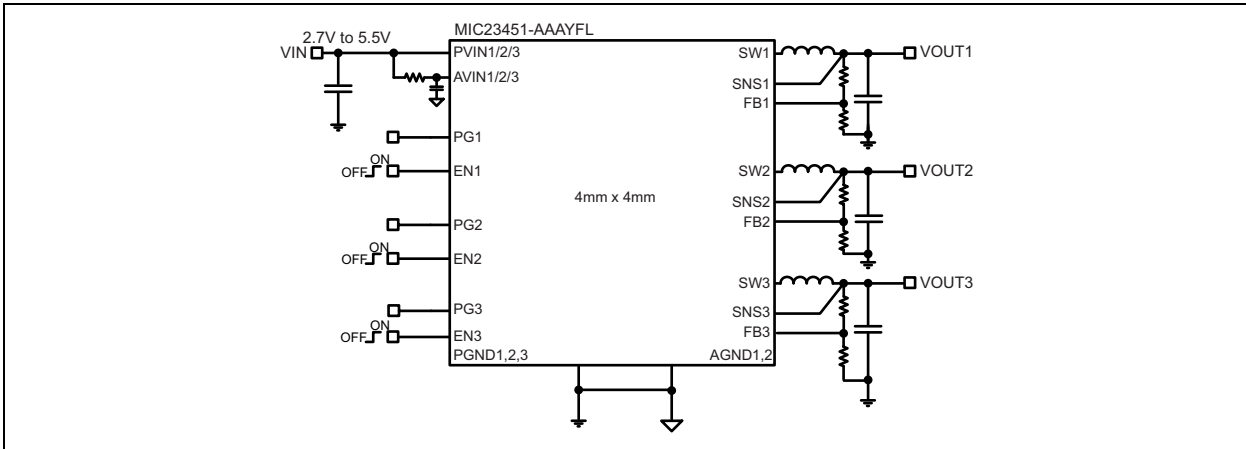 MIC23451-AAAYFL
2.7V to 5.5V
VIN
PVIN1/2/3
AVIN1/2/3
PG1
ON
OFF
EN1
PG2
ON
OFF
EN2
PG3
ON
OFF
EN3
PGND1,2,3
4mm x 4mm
SW1
VOUT1
SNS1
FB1
SW2
VOUT2
SNS2
FB2
SW3
VOUT3
SNS3
FB3
AGND1,2